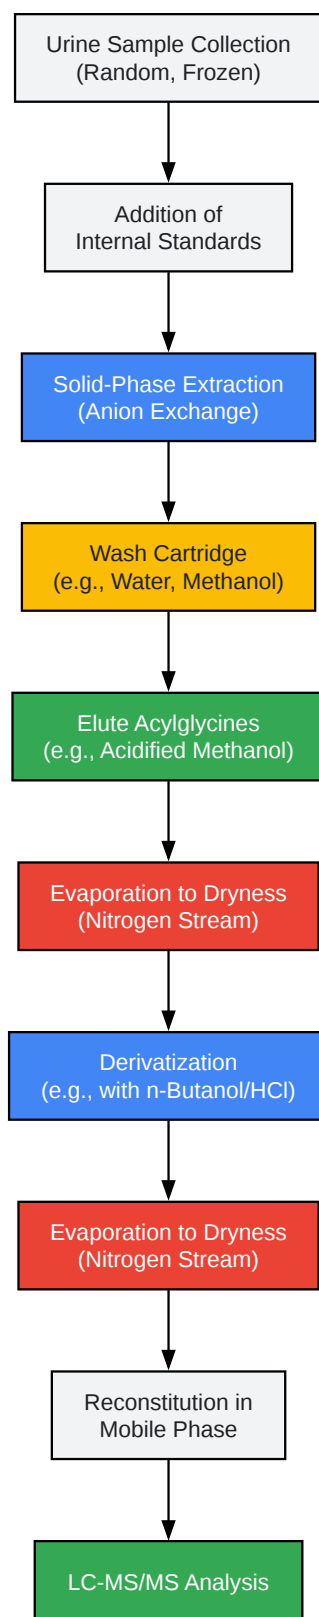 Urine Sample Collection
(Random, Frozen)
Addition of
Internal Standards
Solid-Phase Extraction
(Anion Exchange)
Wash Cartridge
(e.g., Water, Methanol)
Elute Acylglycines
(e.g., Acidified Methanol)
Evaporation to Dryness
(Nitrogen Stream)
Derivatization
(e.g., with n-Butanol/HCl)
Evaporation to Dryness
(Nitrogen Stream)
Reconstitution in
Mobile Phase
LC-MS/MS Analysis